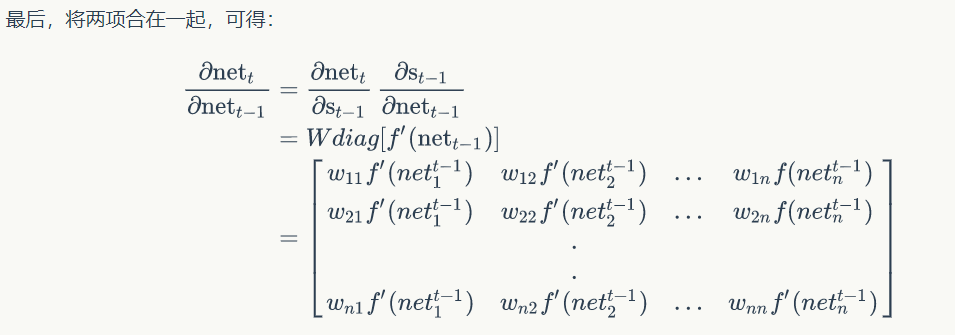 最后，将两项合在一起，可得：
∂net_t / ∂net_{t−1} = ∂net_t / ∂s_{t−1} ∂s_{t−1} / ∂net_{t−1}
= Wdiag[f′(net_{t−1})]
= [ w_{11}f′(net_1^{t−1}) w_{12}f′(net_2^{t−1}) … w_{1n}f(net_n^{t−1})
w_{21}f′(net_1^{t−1}) w_{22}f′(net_2^{t−1}) … w_{2n}f(net_n^{t−1})
.
.
w_{n1}f′(net_1^{t−1}) w_{n2}f′(net_2^{t−1}) … w_{nn}f′(net_n^{t−1}) ]